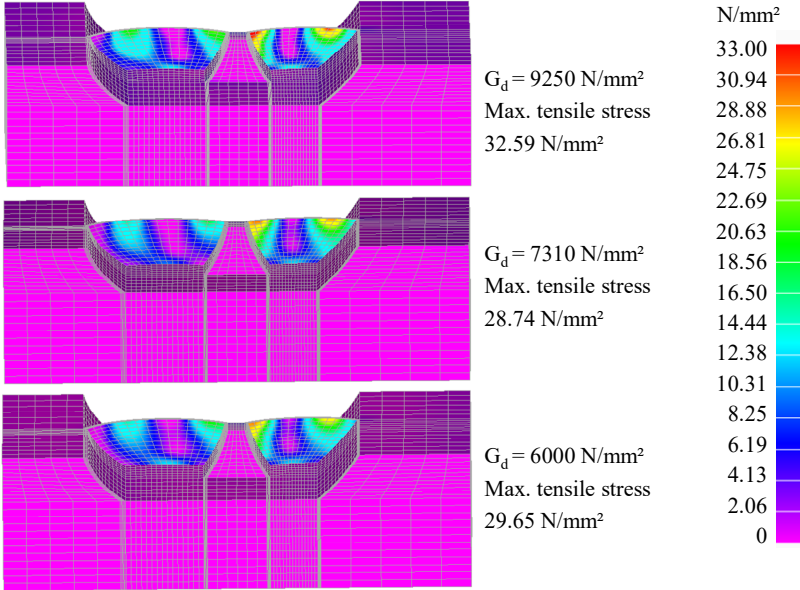 G_d = 9250 N/mm²
Max. tensile stress
32.59 N/mm²
G_d = 7310 N/mm²
Max. tensile stress
28.74 N/mm²
G_d = 6000 N/mm²
Max. tensile stress
29.65 N/mm²
N/mm²
33.00
30.94
28.88
26.81
24.75
22.69
20.63
18.56
16.50
14.44
12.38
10.31
8.25
6.19
4.13
2.06
0